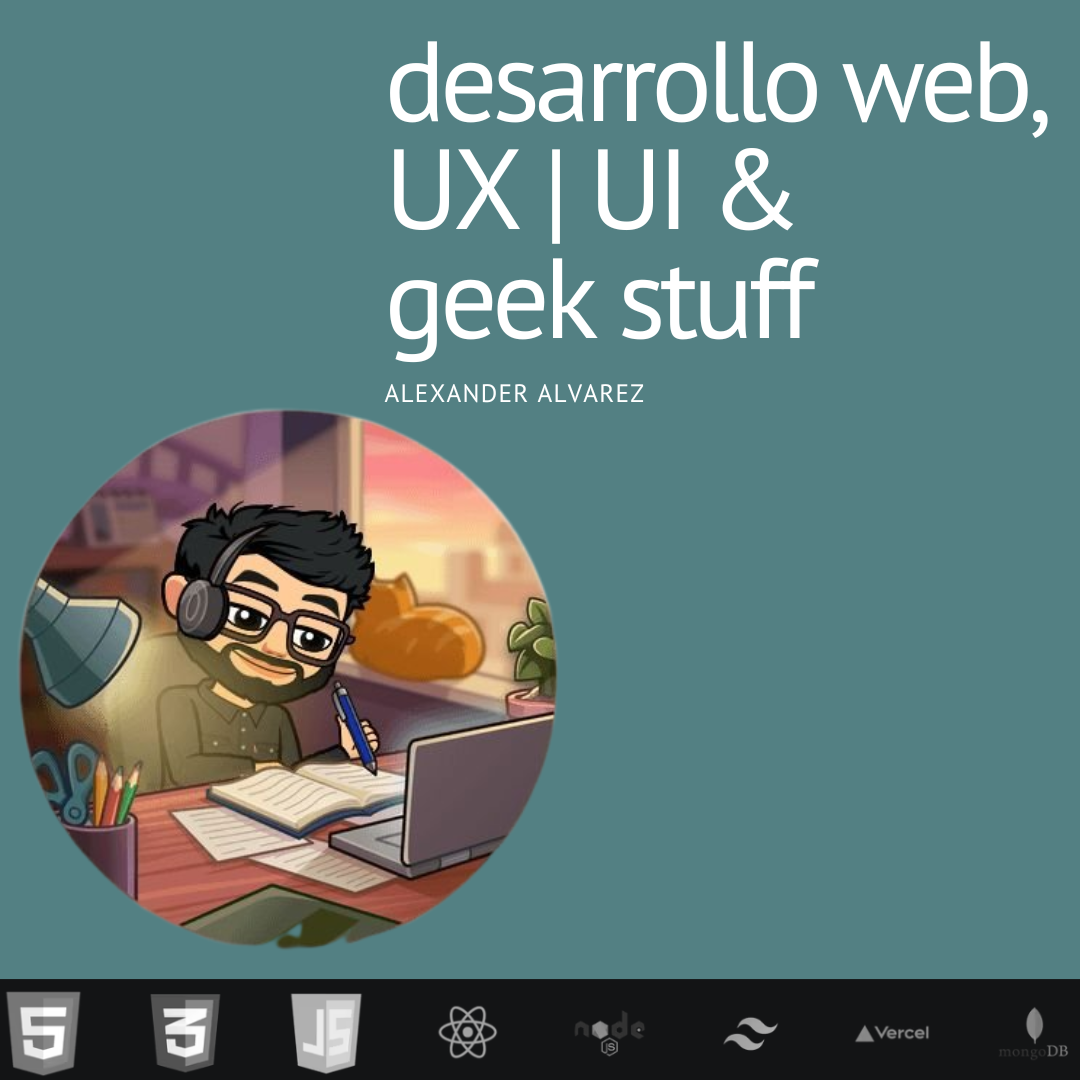 desarrollo web,
UX | UI &
geek stuff
ALEXANDER ALVAREZ
5
3
JS
node
JS
Vercel
mongoDB